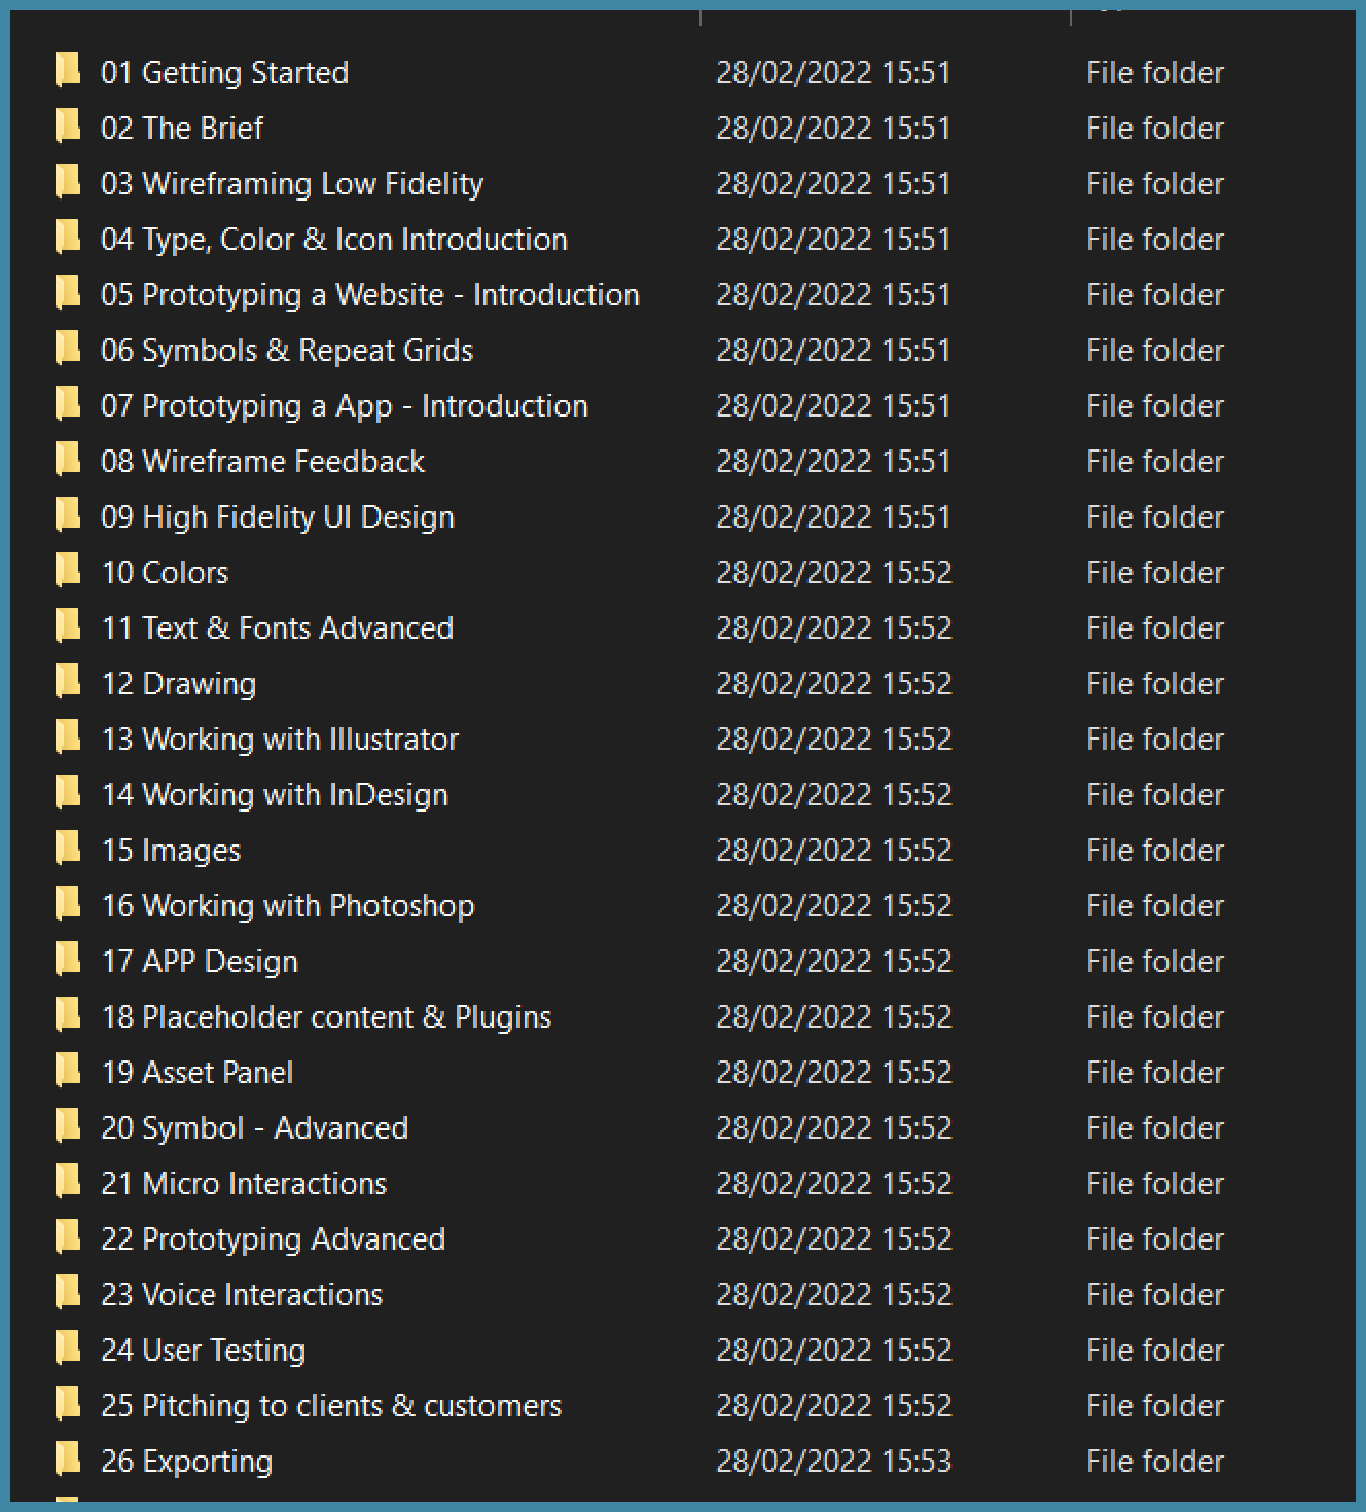 01 Getting Started 28/02/2022 15:51 File folder
02 The Brief 28/02/2022 15:51 File folder
03 Wireframing Low Fidelity 28/02/2022 15:51 File folder
04 Type, Color & Icon Introduction 28/02/2022 15:51 File folder
05 Prototyping a Website - Introduction 28/02/2022 15:51 File folder
06 Symbols & Repeat Grids 28/02/2022 15:51 File folder
07 Prototyping a App - Introduction 28/02/2022 15:51 File folder
08 Wireframe Feedback 28/02/2022 15:51 File folder
09 High Fidelity UI Design 28/02/2022 15:51 File folder
10 Colors 28/02/2022 15:52 File folder
11 Text & Fonts Advanced 28/02/2022 15:52 File folder
12 Drawing 28/02/2022 15:52 File folder
13 Working with Illustrator 28/02/2022 15:52 File folder
14 Working with InDesign 28/02/2022 15:52 File folder
15 Images 28/02/2022 15:52 File folder
16 Working with Photoshop 28/02/2022 15:52 File folder
17 APP Design 28/02/2022 15:52 File folder
18 Placeholder content & Plugins 28/02/2022 15:52 File folder
19 Asset Panel 28/02/2022 15:52 File folder
20 Symbol - Advanced 28/02/2022 15:52 File folder
21 Micro Interactions 28/02/2022 15:52 File folder
22 Prototyping Advanced 28/02/2022 15:52 File folder
23 Voice Interactions 28/02/2022 15:52 File folder
24 User Testing 28/02/2022 15:52 File folder
25 Pitching to clients & customers 28/02/2022 15:52 File folder
26 Exporting 28/02/2022 15:53 File folder